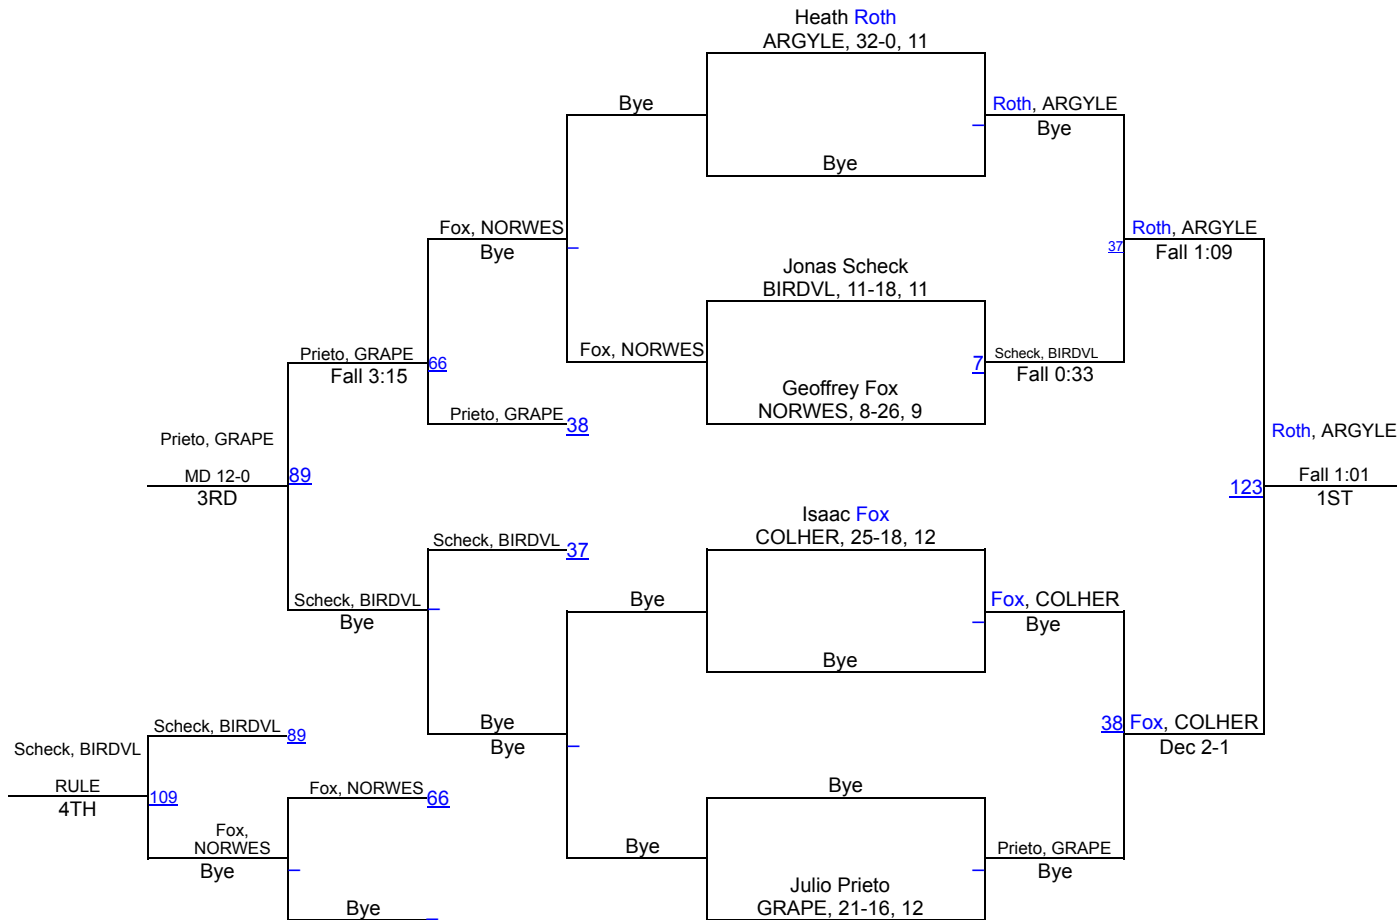 Heath Roth
ARGYLE, 32-0, 11
Bye
Roth, ARGYLE
Bye
Bye
Fox, NORWES
Bye
Roth, ARGYLE
37
Fall 1:09
Jonas Scheck
BIRDVL, 11-18, 11
Prieto, GRAPE
66
Fall 3:15
Fox, NORWES
7
Scheck, BIRDVL
Fall 0:33
Geoffrey Fox
NORWES, 8-26, 9
Prieto, GRAPE
38
Prieto, GRAPE
MD 12-0
89
3RD
Roth, ARGYLE
Fall 1:01
123
1ST
Isaac Fox
COLHER, 25-18, 12
Scheck, BIRDVL
37
Scheck, BIRDVL
Bye
Bye
Fox, COLHER
Bye
Bye
Bye
Bye
38
Fox, COLHER
Dec 2-1
Scheck, BIRDVL
89
Scheck, BIRDVL
RULE
109
4TH
Fox, NORWES
66
Bye
Fox,
NORWES
Bye
Bye
Prieto, GRAPE
Bye
Julio Prieto
GRAPE, 21-16, 12
Bye